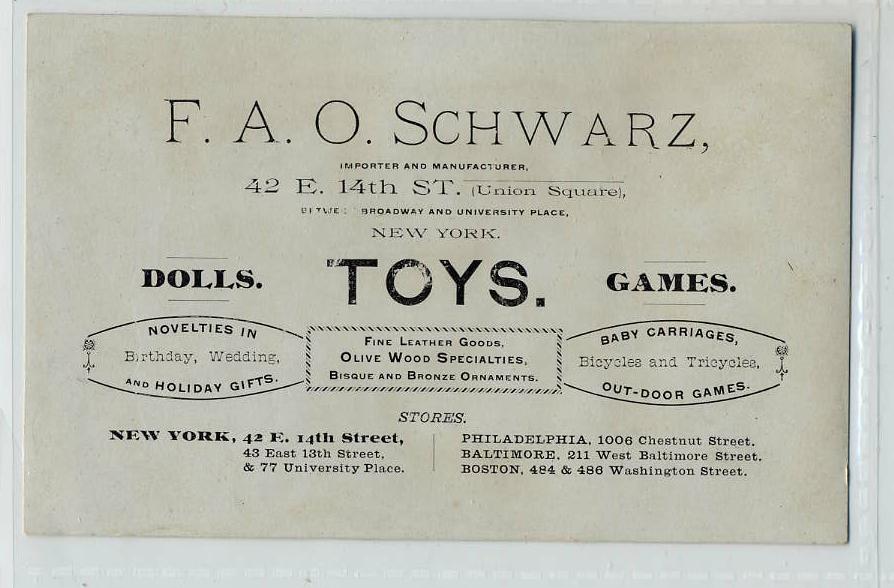 F. A. O. SCHWARZ,
IMPORTER AND MANUFACTURER,
42 E. 14th ST. (Union Square),
BROADWAY AND UNIVERSITY PLACE,
NEW YORK.
DOLLS. TOYS. GAMES.
NOVELTIES IN
Birthday, Wedding,
AND HOLIDAY GIFTS.
FINE LEATHER GOODS,
OLIVE WOOD SPECIALTIES,
BISQUE AND BRONZE ORNAMENTS.
BABY CARRIAGES,
Bicycles and Tricycles,
OUT-DOOR GAMES.
STORES.
NEW YORK, 42 E. 14th Street,
43 East 13th Street,
& 77 University Place.
PHILADELPHIA, 1006 Chestnut Street.
BALTIMORE, 211 West Baltimore Street.
BOSTON, 484 & 486 Washington Street.